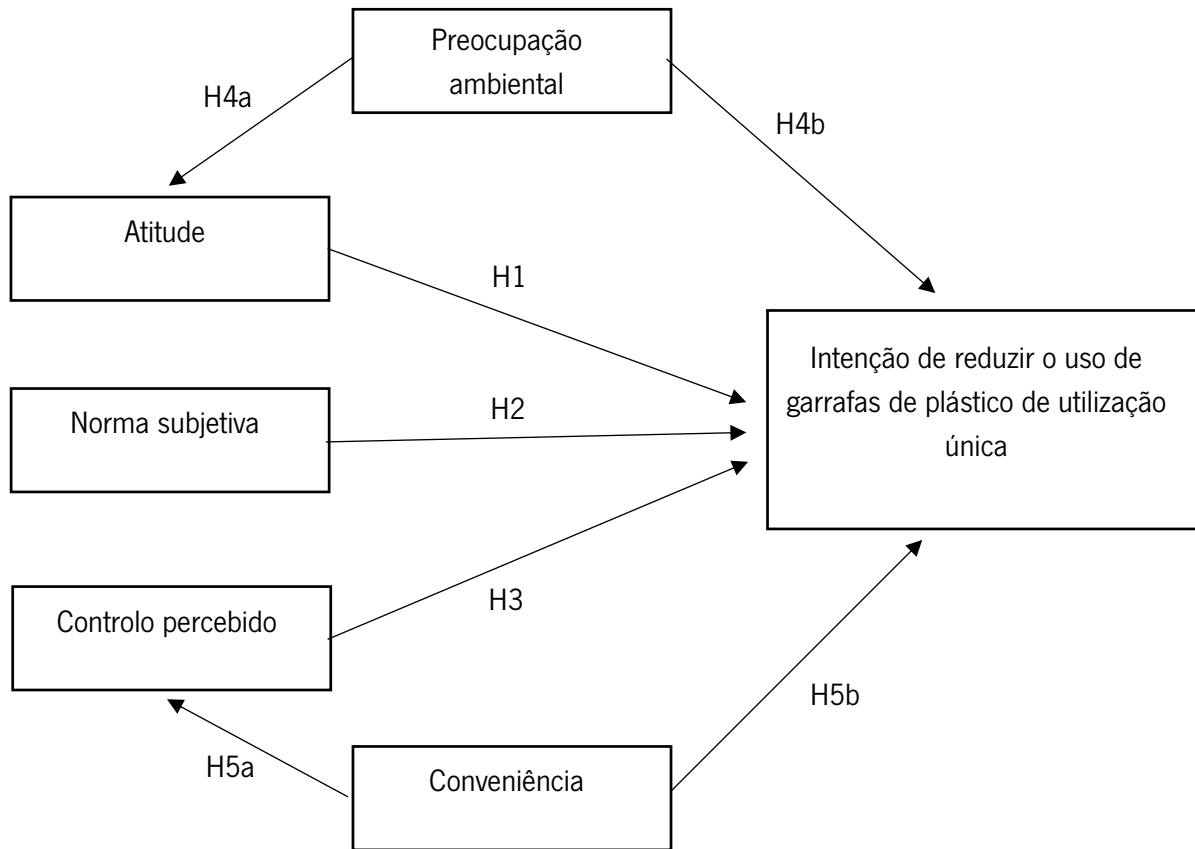 Preocupação
ambiental
H4a
H4b
Atitude
H1
Intenção de reduzir o uso de
garrafas de plástico de utilização
única
Norma subjetiva
H2
H3
Controlo percebido
H5b
H5a
Conveniência